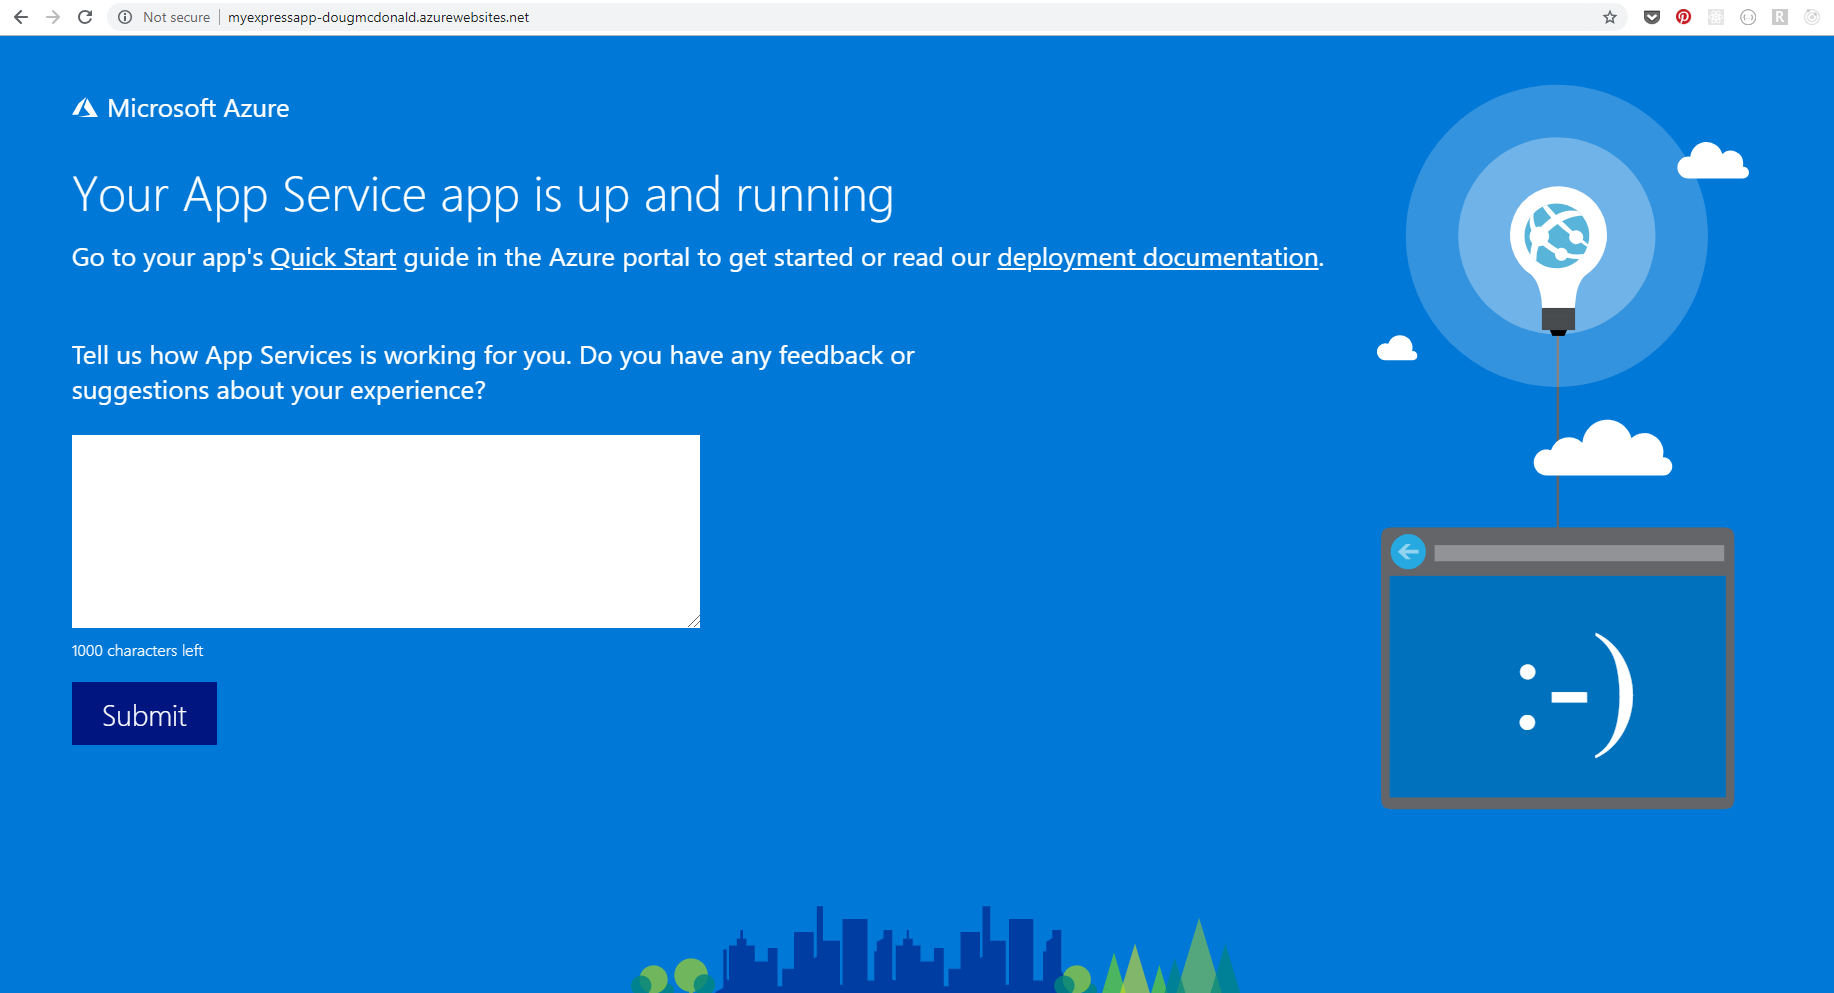 Not secure myexpressapp-dougmcdonald.azurewebsites.net
R
Microsoft Azure
Your App Service app is up and running
Go to your app's Quick Start guide in the Azure portal to get started or read our deployment documentation.
Tell us how App Services is working for you. Do you have any feedback or
suggestions about your experience?
1000 characters left
Submit
:-)